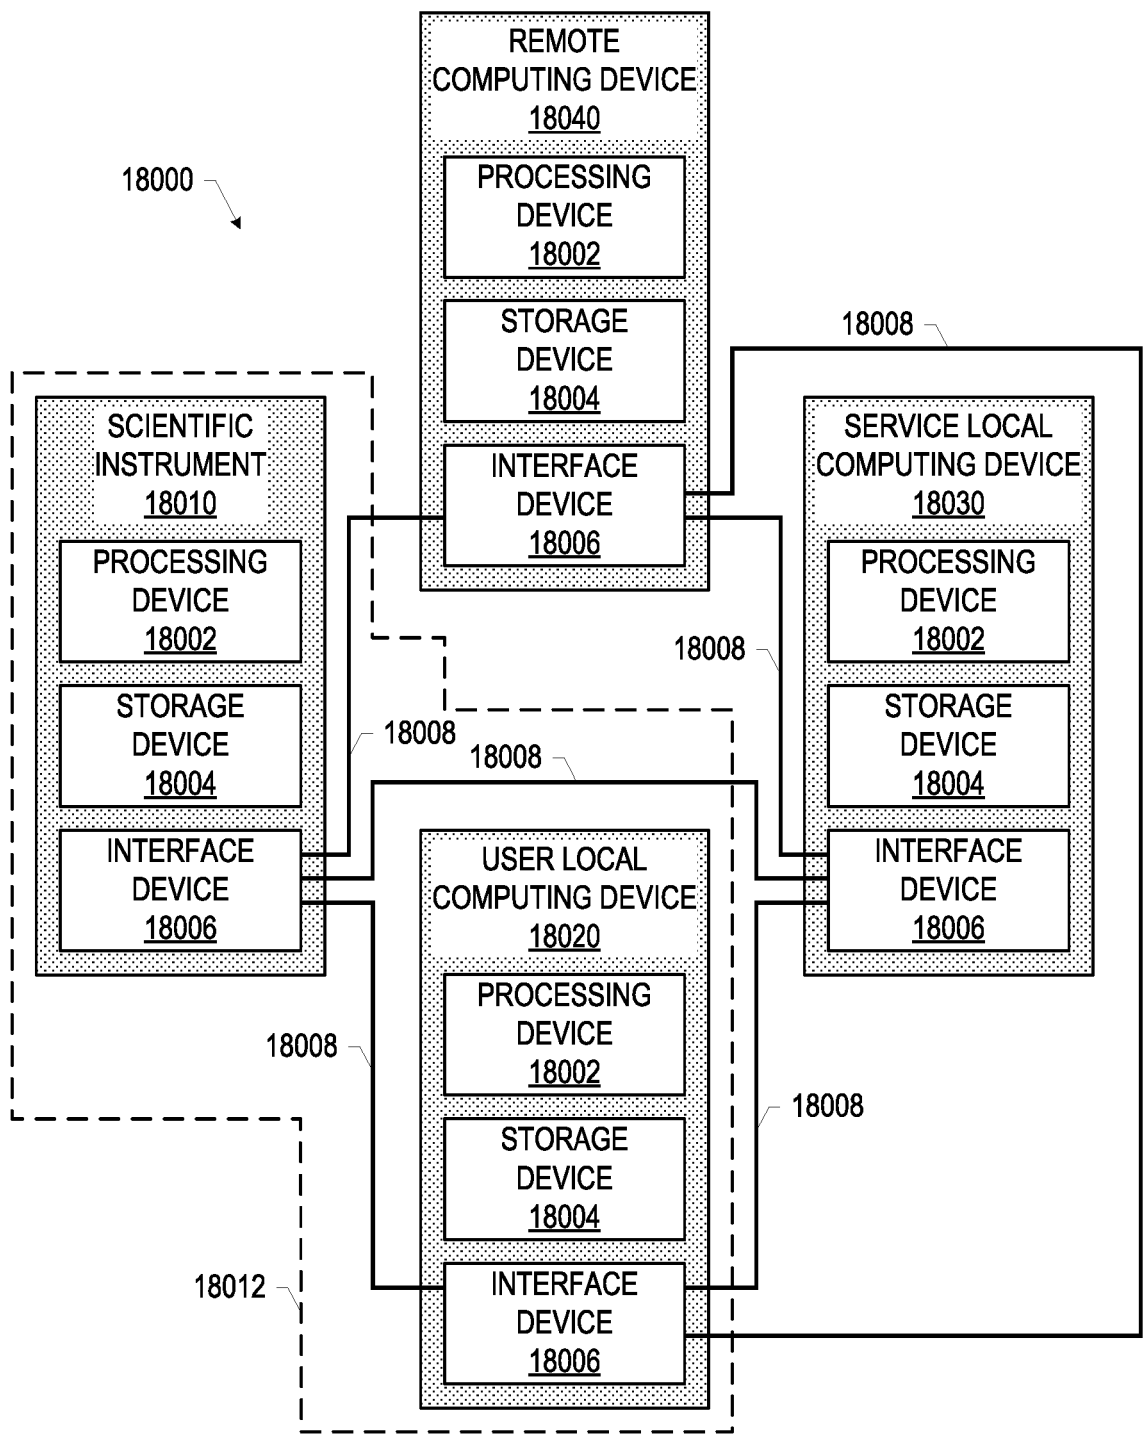 REMOTE
COMPUTING DEVICE
18040
PROCESSING
DEVICE
18002
STORAGE
DEVICE
18004
INTERFACE
DEVICE
18006
18000
18008
SCIENTIFIC
INSTRUMENT
18010
PROCESSING
DEVICE
18002
STORAGE
DEVICE
18004
INTERFACE
DEVICE
18006
SERVICE LOCAL
COMPUTING DEVICE
18030
PROCESSING
DEVICE
18002
STORAGE
DEVICE
18004
INTERFACE
DEVICE
18006
18008
18008
18008
USER LOCAL
COMPUTING DEVICE
18020
PROCESSING
DEVICE
18002
STORAGE
DEVICE
18004
INTERFACE
DEVICE
18006
18008
18008
18012